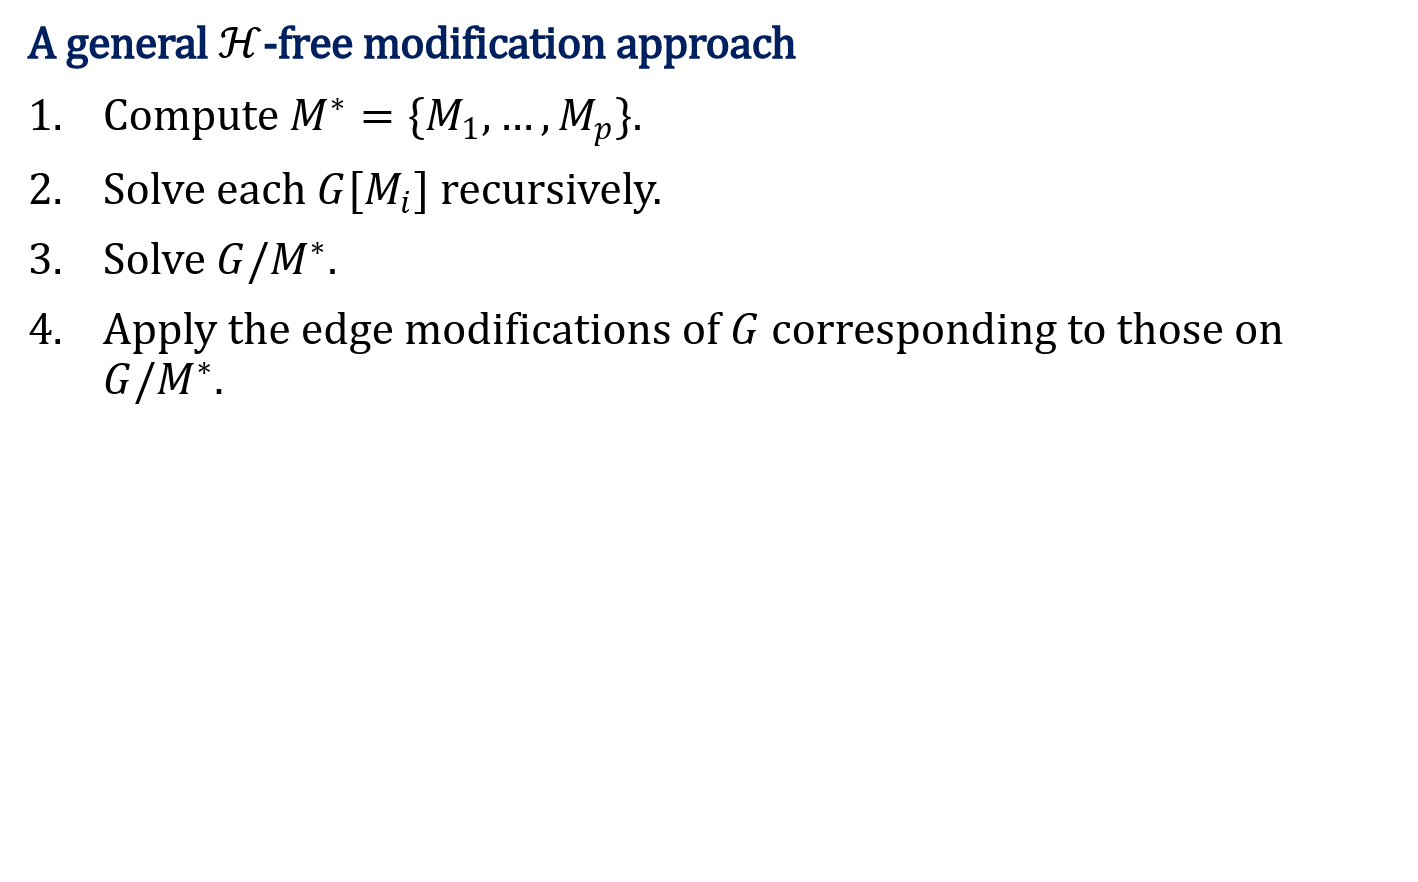 A general ℋ-free modification approach
1. Compute M* = {M₁, … , Mₚ}.
2. Solve each G[Mᵢ] recursively.
3. Solve G/M*.
4. Apply the edge modifications of G corresponding to those on
G/M*.